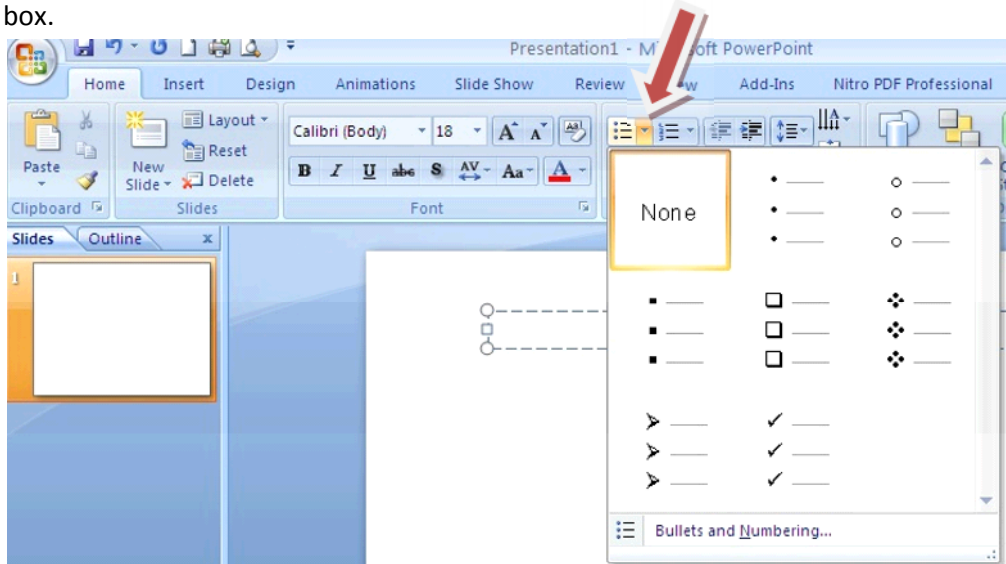 box.
Presentation1 - M soft PowerPoint
Home Insert Design Animations Slide Show Review Add-Ins Nitro PDF Professional
Layout
Calibri (Body) 18 A A
Reset
Paste
New
Slide
Delete
B I U abc S AV Aa A
Clipboard Slides Font
Slides Outline x
None
1
Bullets and Numbering...